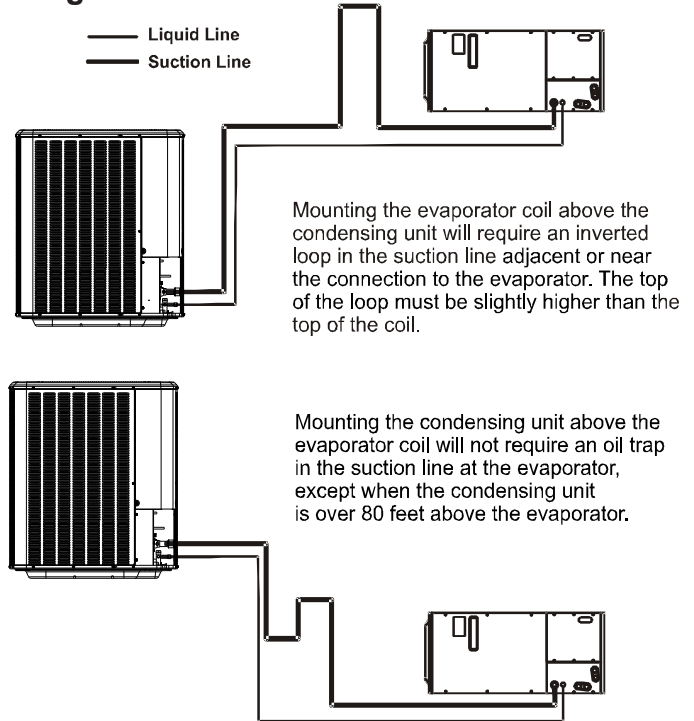 Liquid Line
Suction Line
Mounting the evaporator coil above the
condensing unit will require an inverted
loop in the suction line adjacent or near
the connection to the evaporator. The top
of the loop must be slightly higher than the
top of the coil.
Mounting the condensing unit above the
evaporator coil will not require an oil trap
in the suction line at the evaporator,
except when the condensing unit
is over 80 feet above the evaporator.